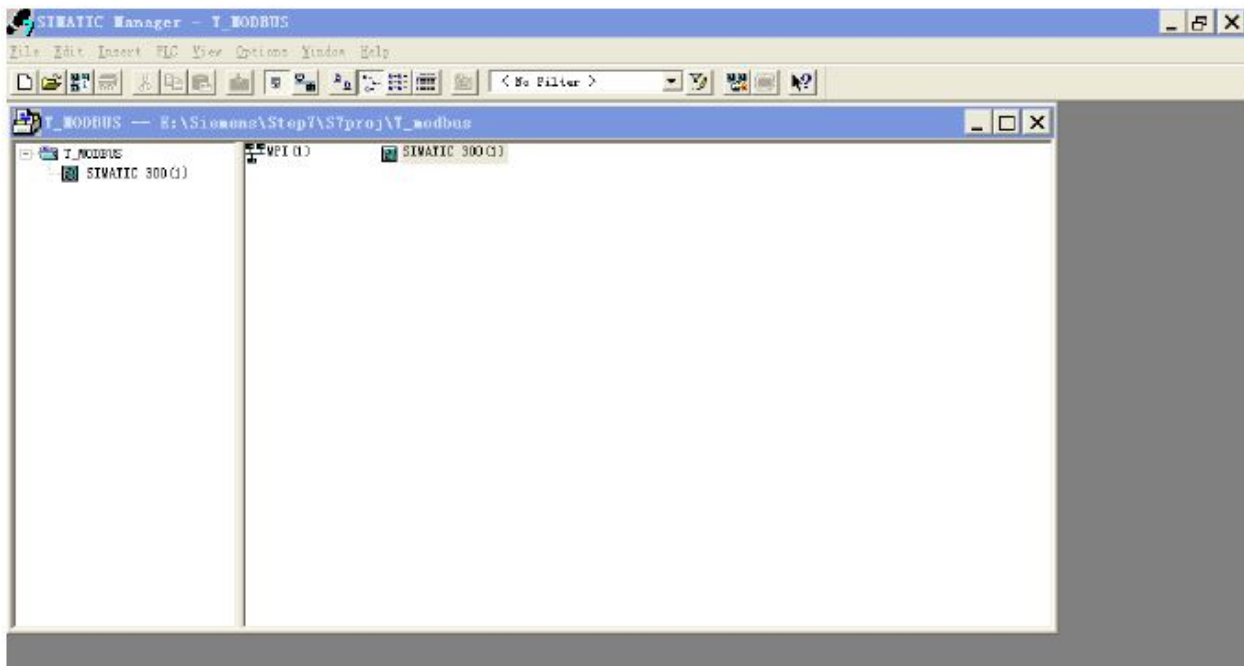 SIMATIC Manager - T_MODBUS
File Edit Insert PLC View Options Window Help
< No Filter >
T_MODBUS -- E:\Siemens\Step7\S7proj\T_modbus
T_MODBUS
SIMATIC 300(1)
MPI(1)
SIMATIC 300(1)